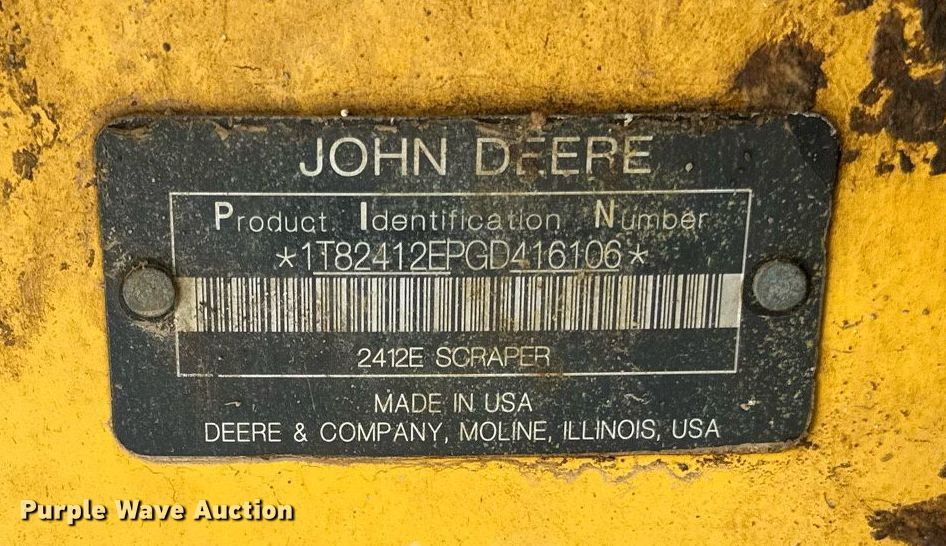 JOHN DEERE
Product Identification Number
*1T82412EPGD416106*
2412E SCRAPER
MADE IN USA
DEERE & COMPANY, MOLINE, ILLINOIS, USA
Purple Wave Auction